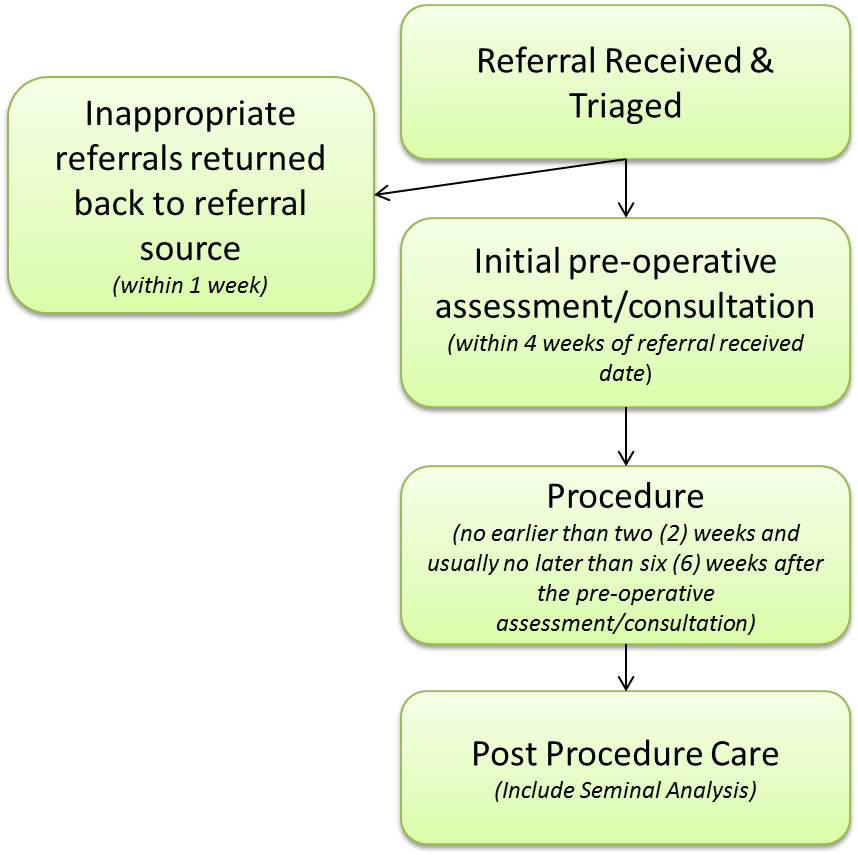 Referral Received &
Triaged
Inappropriate
referrals returned
back to referral
source
(within 1 week)
Initial pre-operative
assessment/consultation
(within 4 weeks of referral received
date)
Procedure
(no earlier than two (2) weeks and
usually no later than six (6) weeks after
the pre-operative
assessment/consultation)
Post Procedure Care
(Include Seminal Analysis)